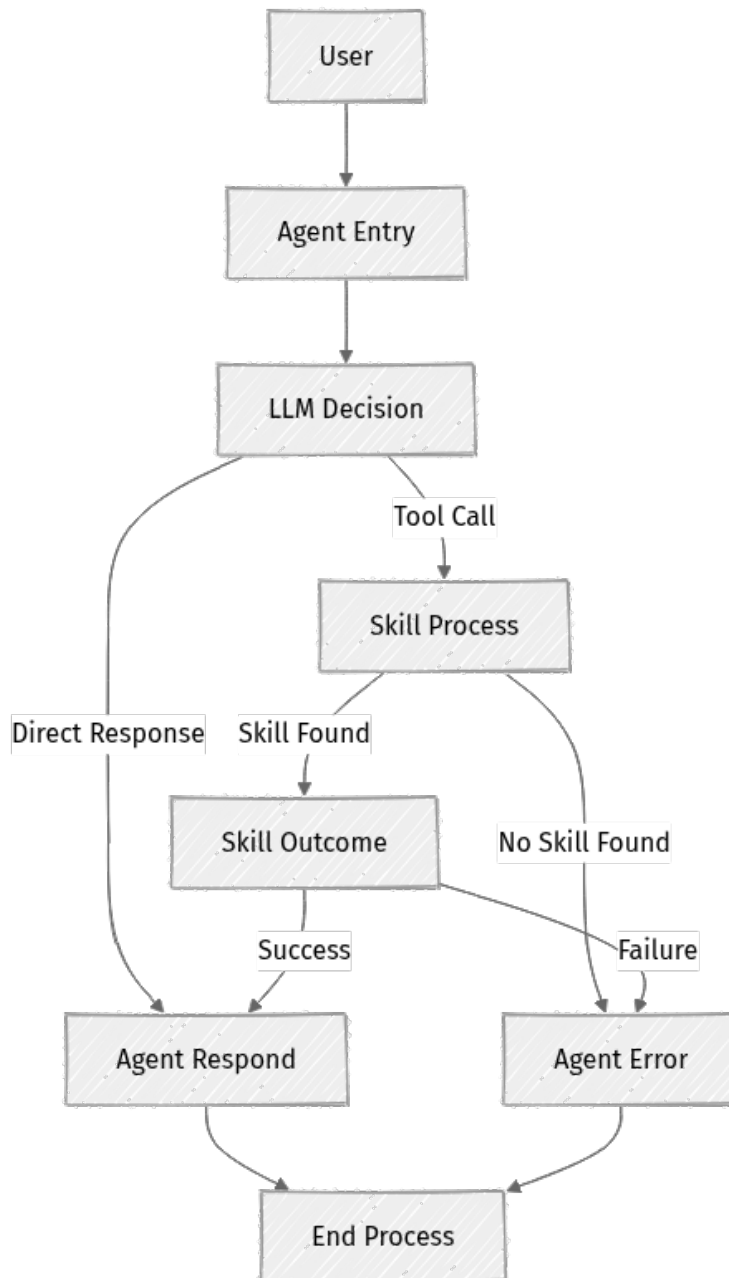 User
Agent Entry
LLM Decision
Tool Call
Skill Process
Direct Response
Skill Found
No Skill Found
Skill Outcome
Success
Failure
Agent Respond
Agent Error
End Process